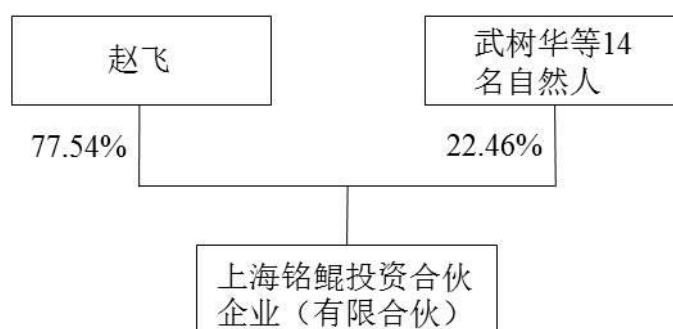 赵飞
武树华等14
名自然人
77.54%
22.46%
上海铭鲲投资合伙
企业（有限合伙）